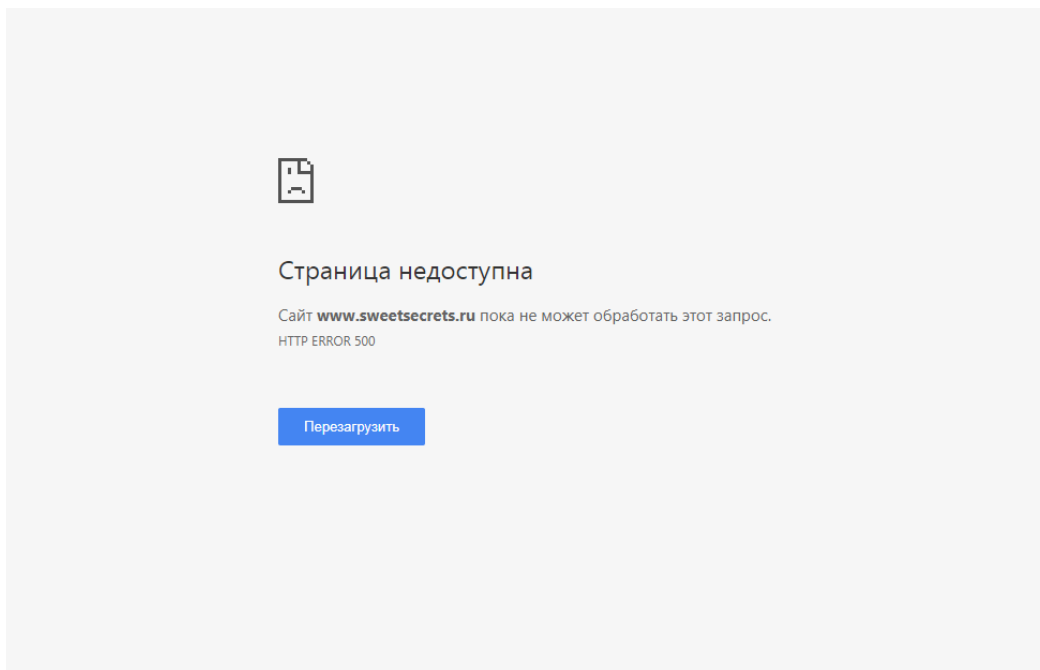 Страница недоступна
Сайт www.sweetsecrets.ru пока не может обработать этот запрос.
HTTP ERROR 500
Перезагрузить